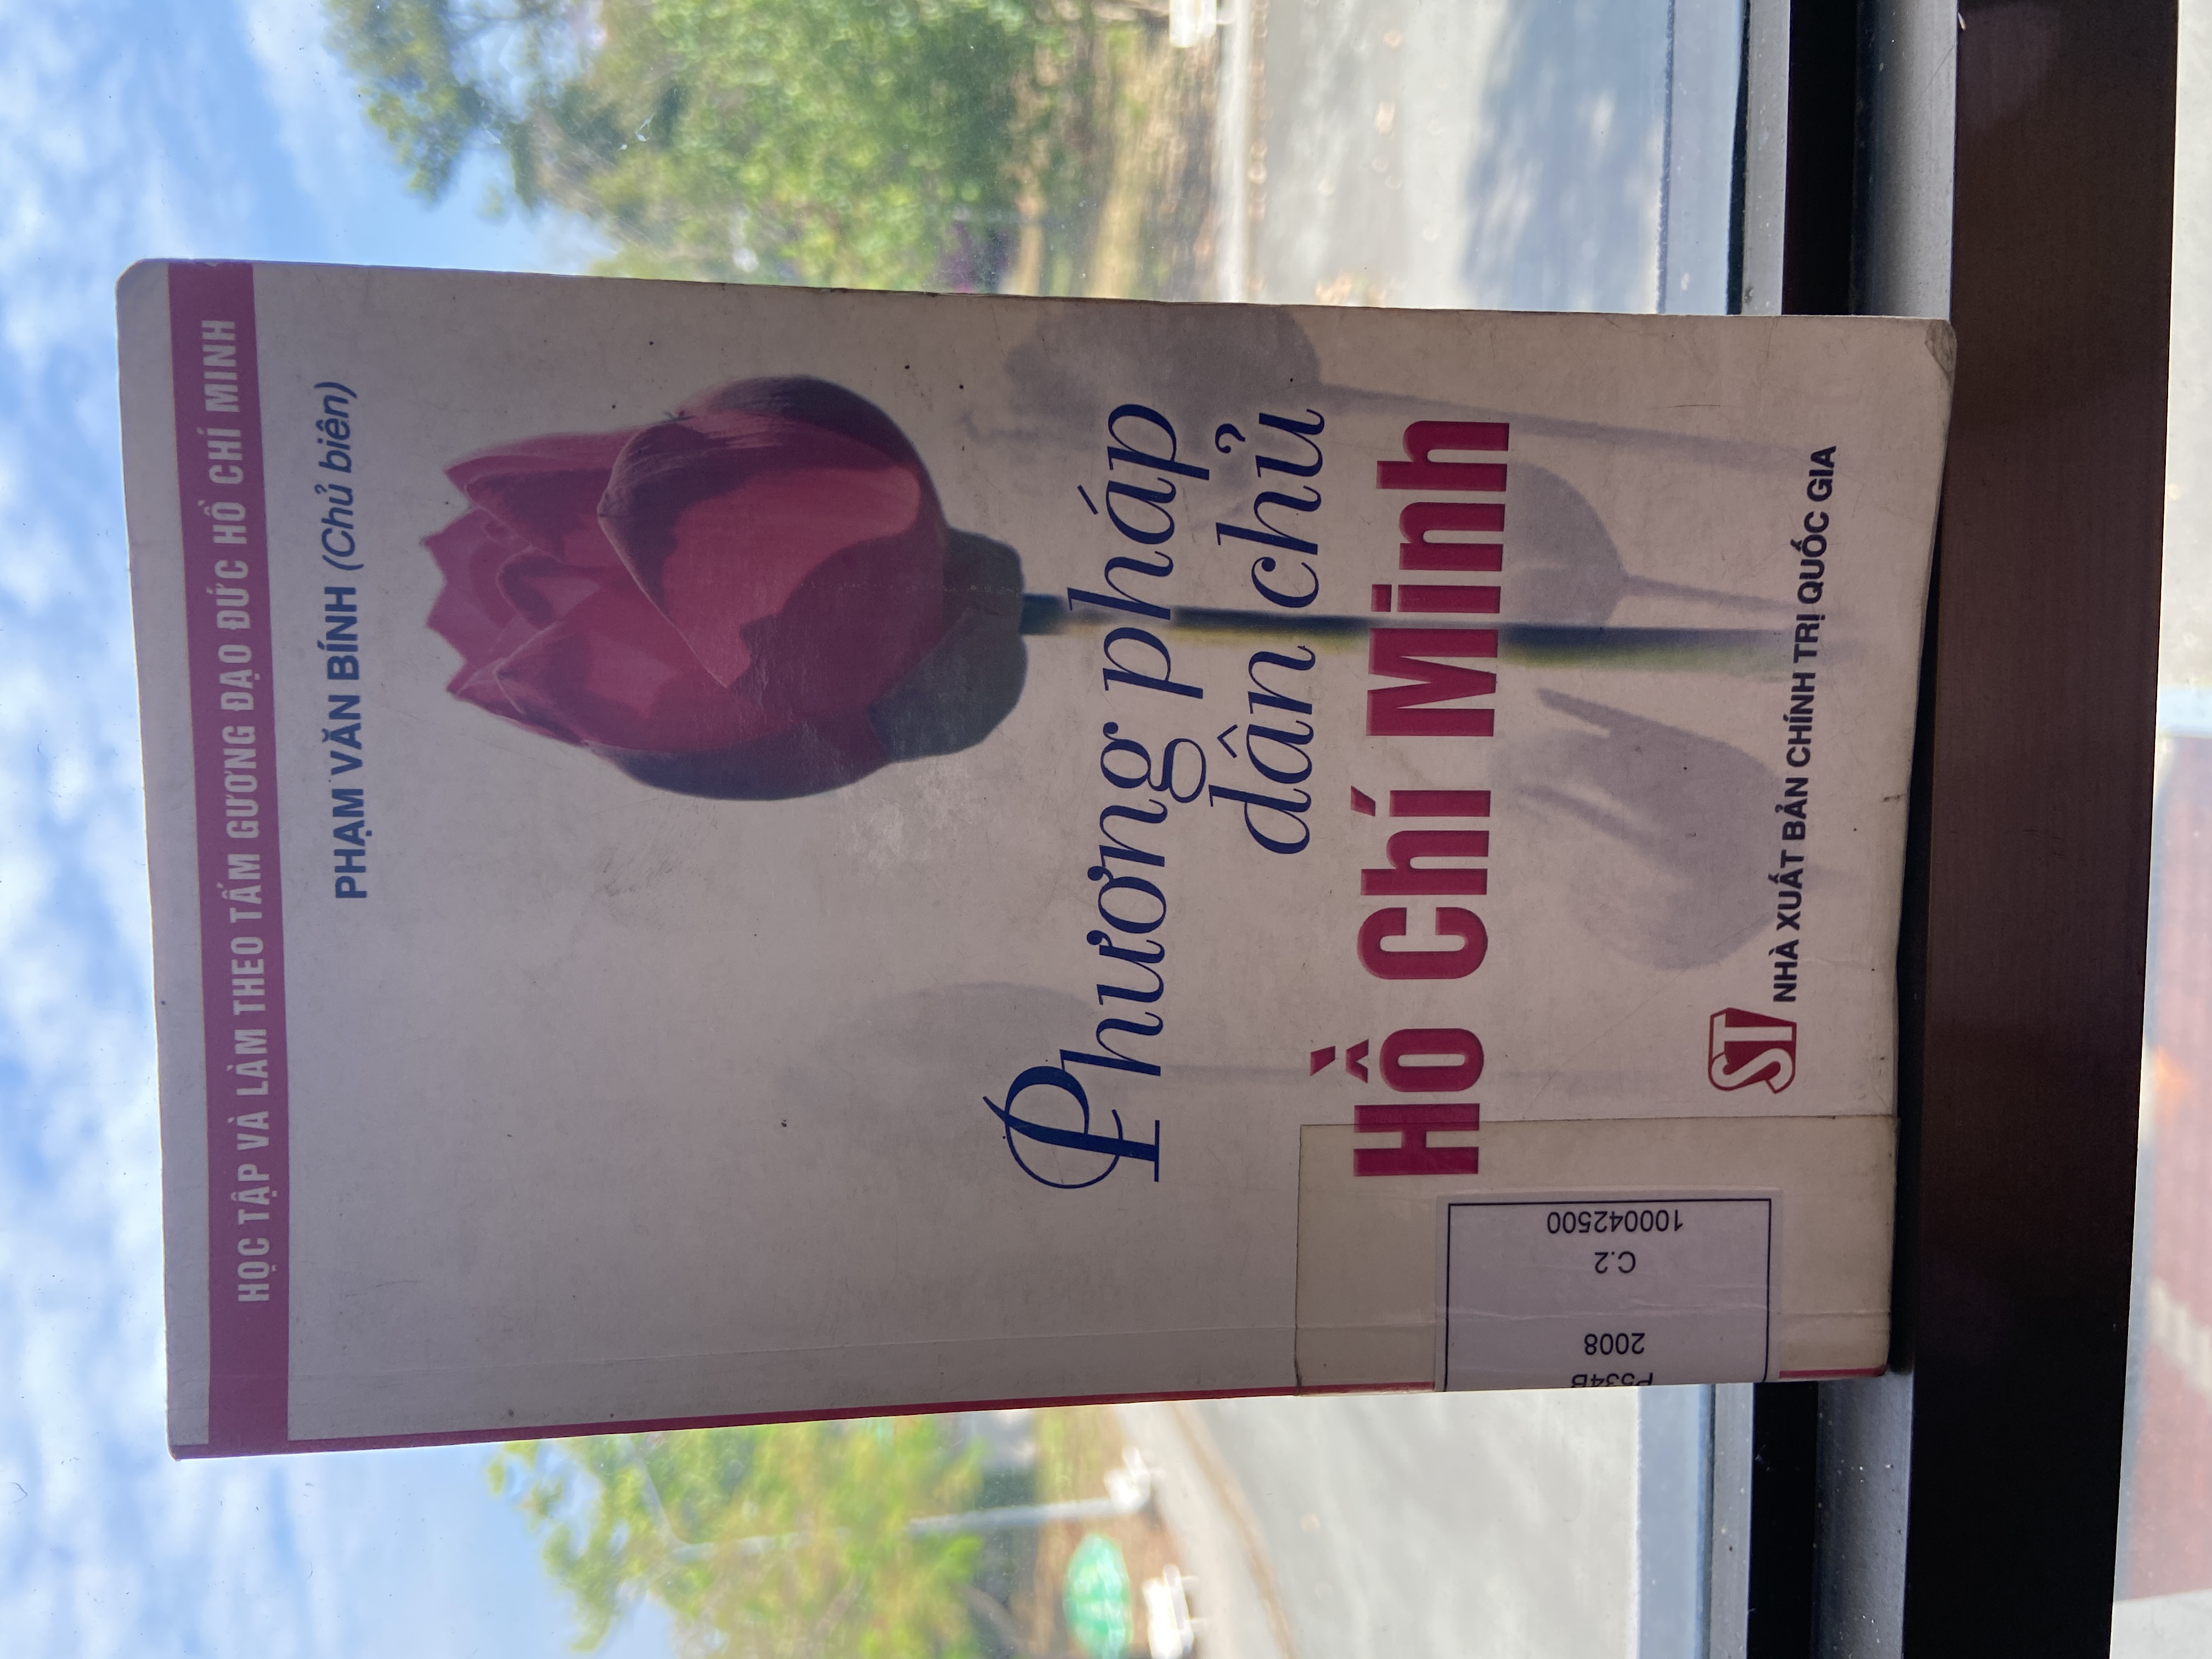 HỌC TẬP VÀ LÀM THEO TẤM GƯƠNG ĐẠO ĐỨC HỒ CHÍ MINH
PHẠM VĂN BÍNH (Chủ biên)
Phương pháp
dân chủ
Hồ Chí Minh
P534B
2008
C.2
100042500
ST
NHÀ XUẤT BẢN CHÍNH TRỊ QUỐC GIA